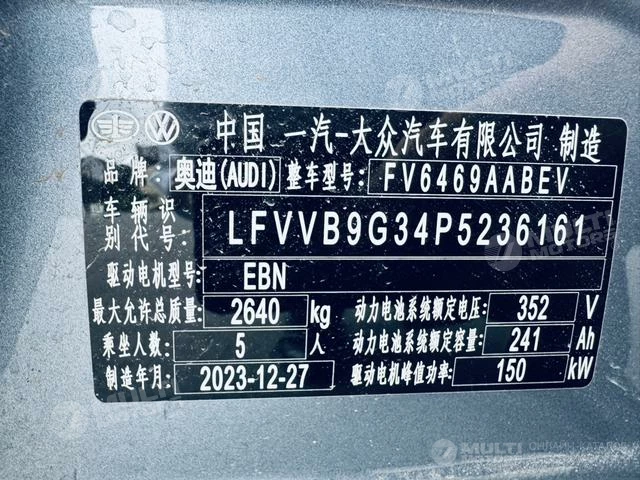 中国 一汽-大众汽车有限公司 制造
品牌: 奥迪(AUDI) 整车型号: FV6469AABEV
车辆识别代号: LFVVB9G34P5236161
驱动电机型号: EBN
最大允许总质量: 2640 kg 动力电池系统额定电压: 352 V
乘坐人数: 5 人 动力电池系统额定容量: 241 Ah
制造年月: 2023-12-27 驱动电机峰值功率: 150 kW
MULTI MOTORS
MULTI
ОНЛАЙН-КАТАЛОГ